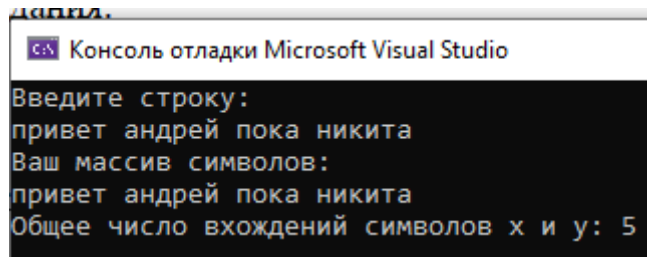 дания.
Консоль отладки Microsoft Visual Studio
Введите строку:
привет андрей пока никита
Ваш массив символов:
привет андрей пока никита
Общее число вхождений символов x и y: 5